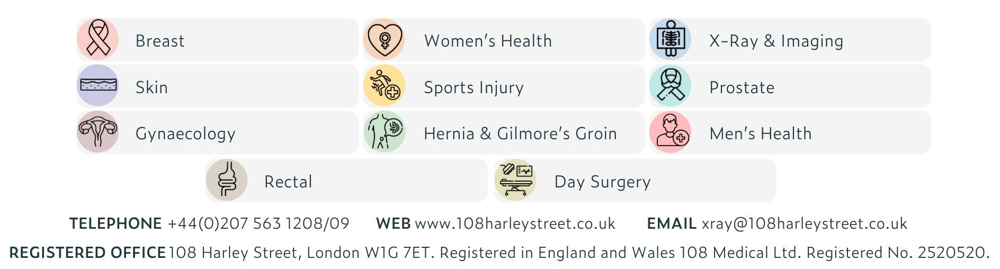 Breast
Women's Health
X-Ray & Imaging
Skin
Sports Injury
Prostate
Gynaecology
Hernia & Gilmore's Groin
Men's Health
Rectal
Day Surgery
TELEPHONE +44(0)207 563 1208/09 WEB www.108harleystreet.co.uk EMAIL xray@108harleystreet.co.uk
REGISTERED OFFICE 108 Harley Street, London W1G 7ET. Registered in England and Wales 108 Medical Ltd. Registered No. 2520520.